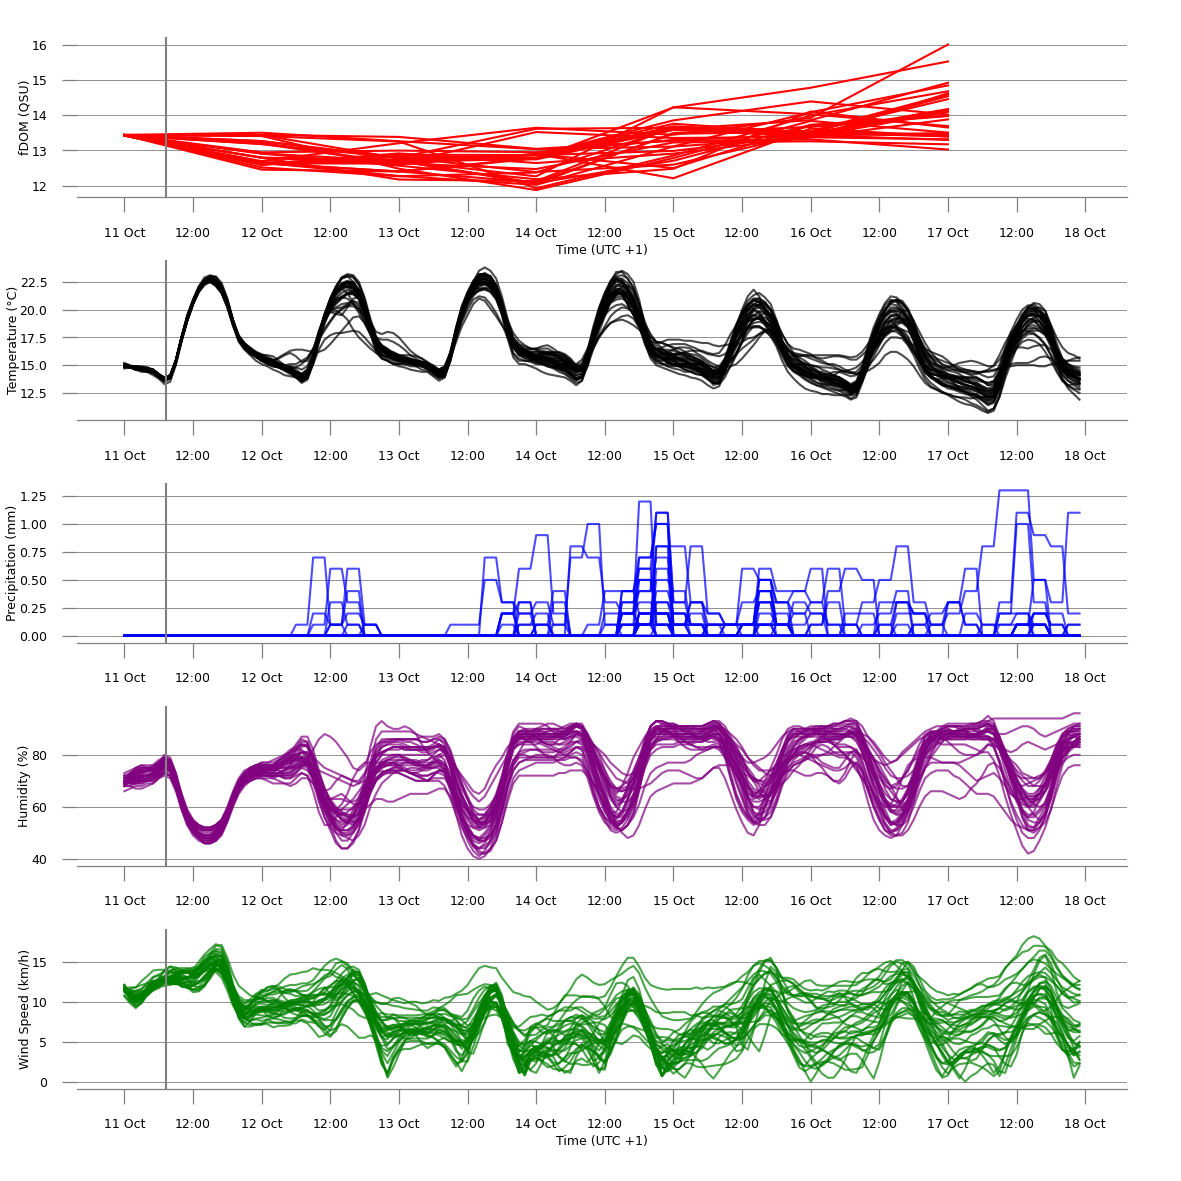 fDOM (QSU)
16
15
14
13
12
11 Oct 12:00 12 Oct 12:00 13 Oct 12:00 14 Oct 12:00 15 Oct 12:00 16 Oct 12:00 17 Oct 12:00 18 Oct
Time (UTC +1)
Temperature (°C)
22.5
20.0
17.5
15.0
12.5
11 Oct 12:00 12 Oct 12:00 13 Oct 12:00 14 Oct 12:00 15 Oct 12:00 16 Oct 12:00 17 Oct 12:00 18 Oct
Precipitation (mm)
1.25
1.00
0.75
0.50
0.25
0.00
11 Oct 12:00 12 Oct 12:00 13 Oct 12:00 14 Oct 12:00 15 Oct 12:00 16 Oct 12:00 17 Oct 12:00 18 Oct
Humidity (%)
80
60
40
11 Oct 12:00 12 Oct 12:00 13 Oct 12:00 14 Oct 12:00 15 Oct 12:00 16 Oct 12:00 17 Oct 12:00 18 Oct
Wind Speed (km/h)
15
10
5
0
11 Oct 12:00 12 Oct 12:00 13 Oct 12:00 14 Oct 12:00 15 Oct 12:00 16 Oct 12:00 17 Oct 12:00 18 Oct
Time (UTC +1)